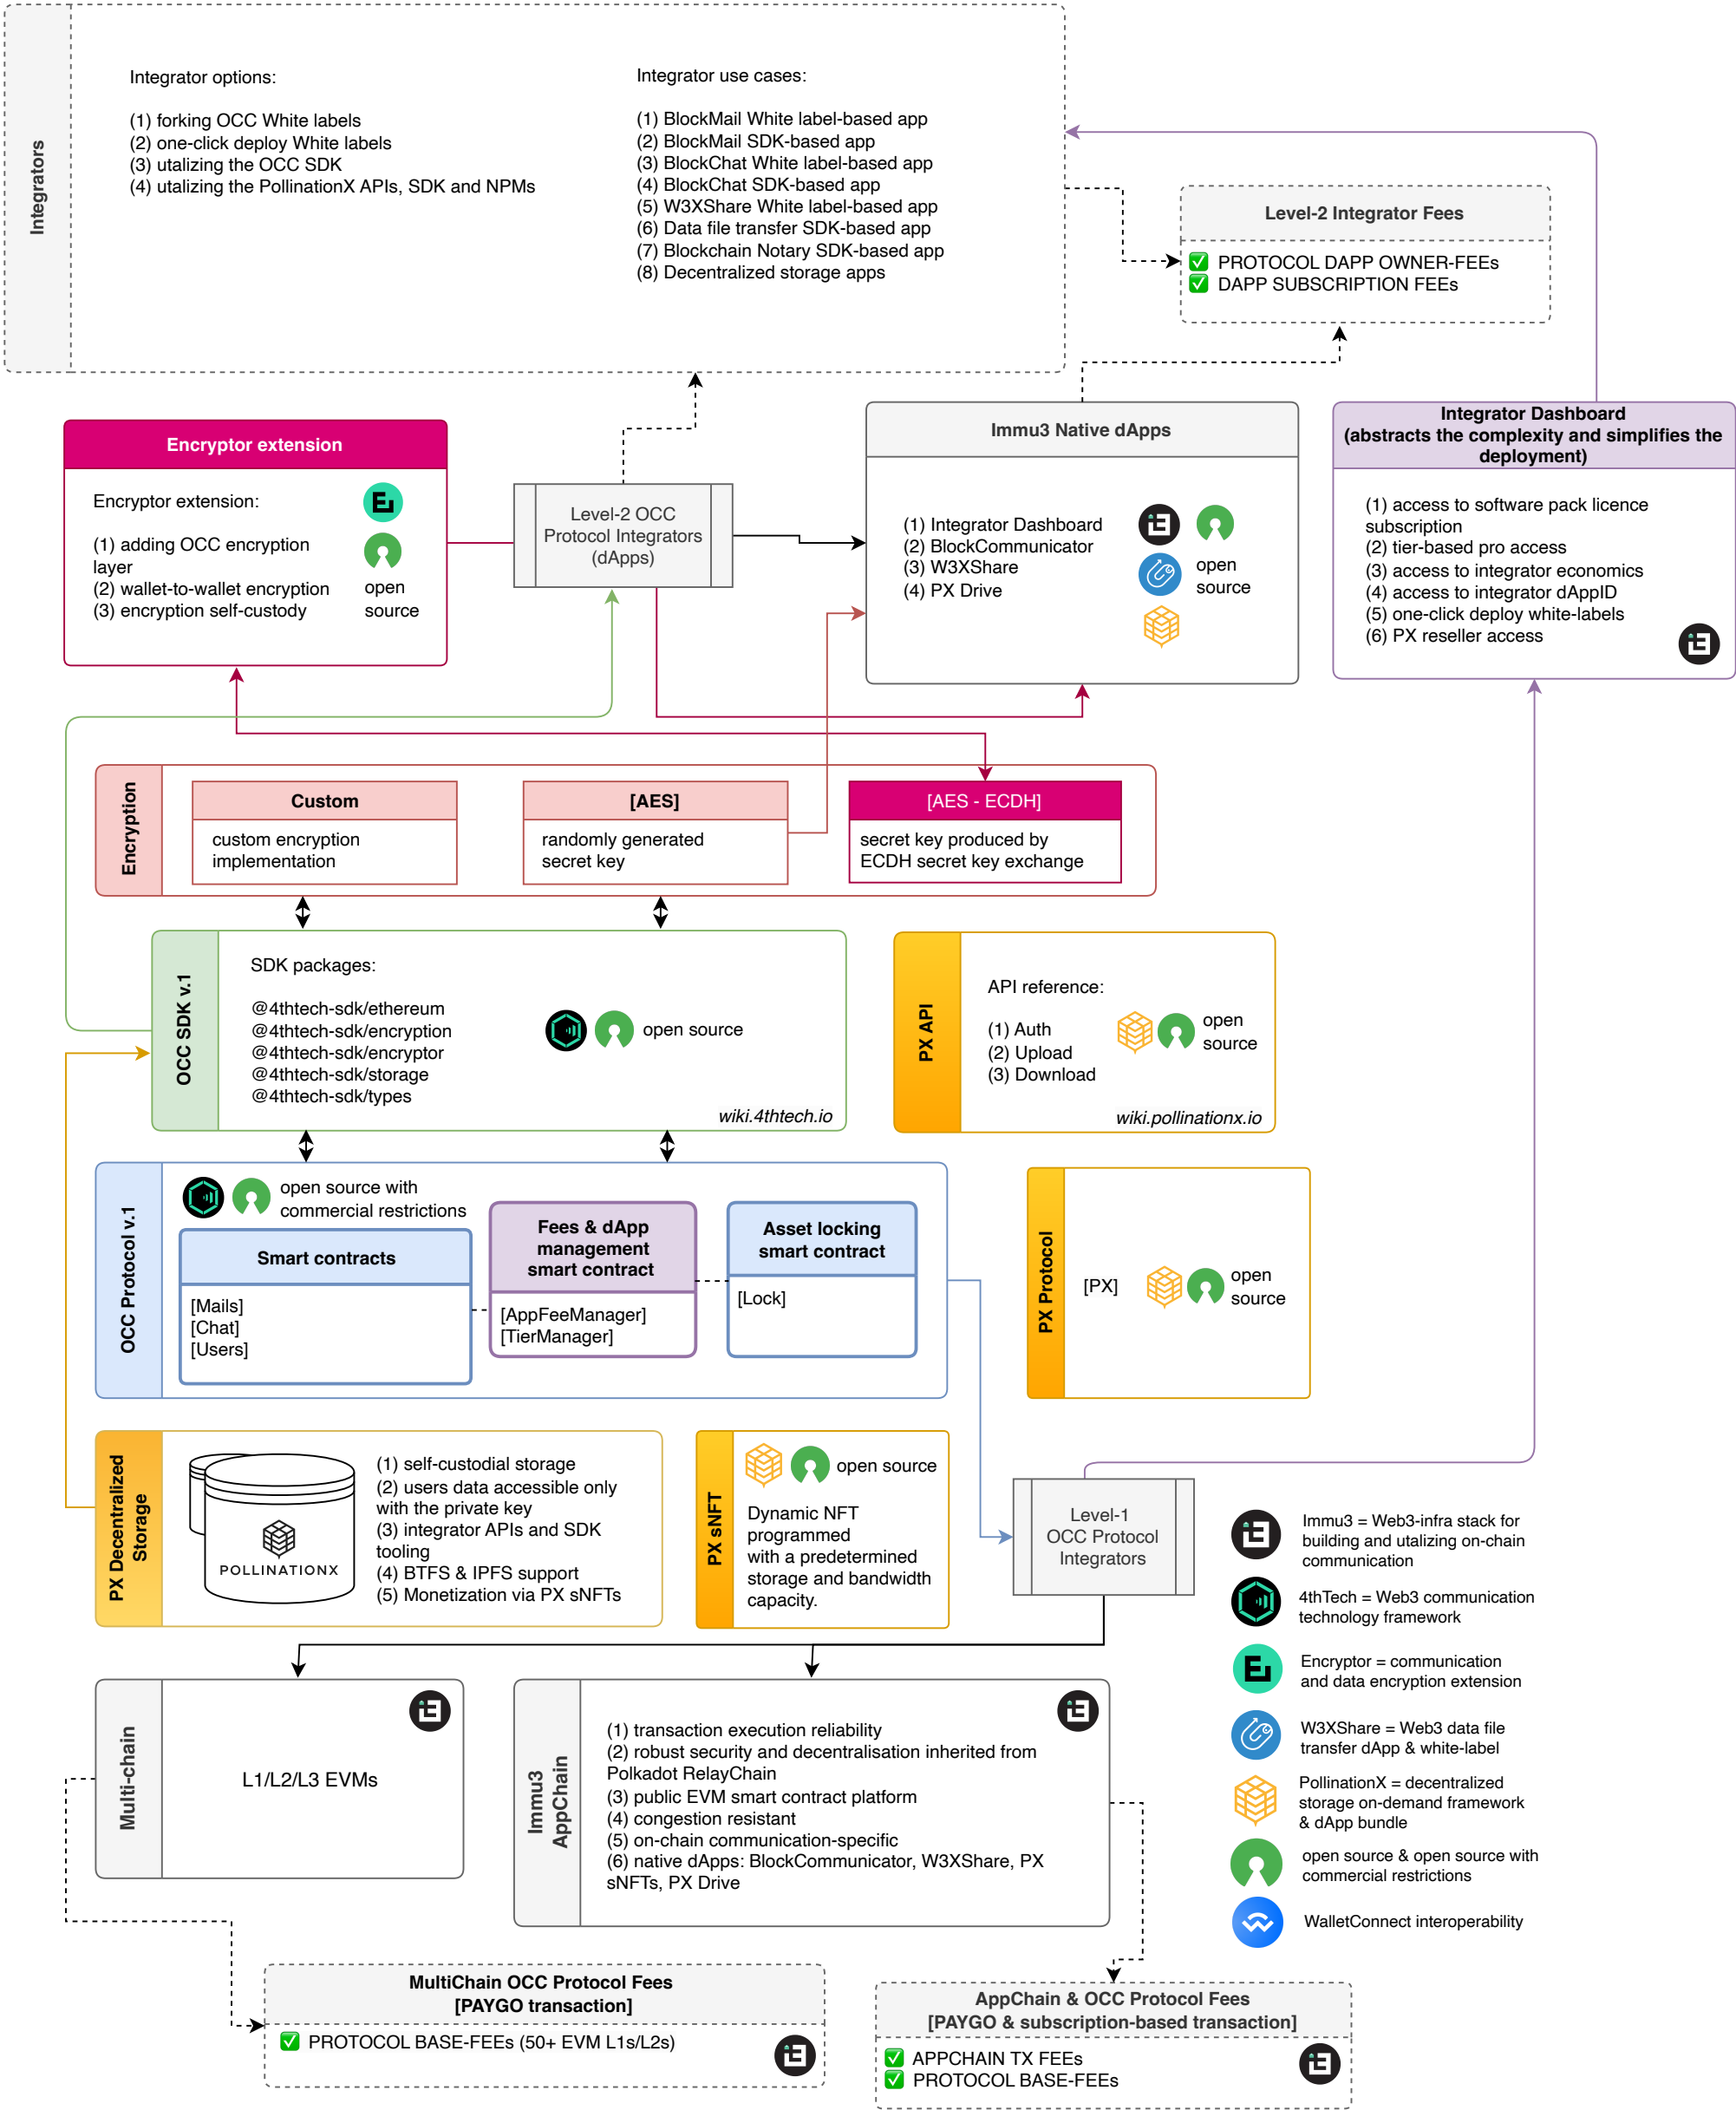 Integrators
Integrator options:
(1) forking OCC White labels
(2) one-click deploy White labels
(3) utalizing the OCC SDK
(4) utalizing the PollinationX APIs, SDK and NPMs
Integrator use cases:
(1) BlockMail White label-based app
(2) BlockMail SDK-based app
(3) BlockChat White label-based app
(4) BlockChat SDK-based app
(5) W3XShare White label-based app
(6) Data file transfer SDK-based app
(7) Blockchain Notary SDK-based app
(8) Decentralized storage apps
Level-2 Integrator Fees
✅ PROTOCOL DAPP OWNER-FEEs
✅ DAPP SUBSCRIPTION FEEs
Encryptor extension
Encryptor extension:
(1) adding OCC encryption
layer
(2) wallet-to-wallet encryption
(3) encryption self-custody
open
source
Level-2 OCC
Protocol Integrators
(dApps)
Immu3 Native dApps
(1) Integrator Dashboard
(2) BlockCommunicator
(3) W3XShare
(4) PX Drive
open
source
Integrator Dashboard
(abstracts the complexity and simplifies the
deployment)
(1) access to software pack licence
subscription
(2) tier-based pro access
(3) access to integrator economics
(4) access to integrator dAppID
(5) one-click deploy white-labels
(6) PX reseller access
Encryption
Custom
custom encryption
implementation
[AES]
randomly generated
secret key
[AES - ECDH]
secret key produced by
ECDH secret key exchange
OCC SDK v.1
SDK packages:
@4thtech-sdk/ethereum
@4thtech-sdk/encryption
@4thtech-sdk/encryptor
@4thtech-sdk/storage
@4thtech-sdk/types
open source
wiki.4thtech.io
PX API
API reference:
(1) Auth
(2) Upload
(3) Download
open
source
wiki.pollinationx.io
OCC Protocol v.1
open source with
commercial restrictions
Smart contracts
[Mails]
[Chat]
[Users]
Fees & dApp
management
smart contract
[AppFeeManager]
[TierManager]
Asset locking
smart contract
[Lock]
PX Protocol
[PX]
open
source
PX Decentralized
Storage
POLLINATIONX
(1) self-custodial storage
(2) users data accessible only
with the private key
(3) integrator APIs and SDK
tooling
(4) BTFS & IPFS support
(5) Monetization via PX sNFTs
PX sNFT
open source
Dynamic NFT
programmed
with a predetermined
storage and bandwidth
capacity.
Level-1
OCC Protocol
Integrators
Immu3 = Web3-infra stack for
building and utalizing on-chain
communication
4thTech = Web3 communication
technology framework
Encryptor = communication
and data encryption extension
W3XShare = Web3 data file
transfer dApp & white-label
PollinationX = decentralized
storage on-demand framework
& dApp bundle
open source & open source with
commercial restrictions
WalletConnect interoperability
Multi-chain
L1/L2/L3 EVMs
Immu3
AppChain
(1) transaction execution reliability
(2) robust security and decentralisation inherited from
Polkadot RelayChain
(3) public EVM smart contract platform
(4) congestion resistant
(5) on-chain communication-specific
(6) native dApps: BlockCommunicator, W3XShare, PX
sNFTs, PX Drive
MultiChain OCC Protocol Fees
[PAYGO transaction]
✅ PROTOCOL BASE-FEEs (50+ EVM L1s/L2s)
AppChain & OCC Protocol Fees
[PAYGO & subscription-based transaction]
✅ APPCHAIN TX FEEs
✅ PROTOCOL BASE-FEEs